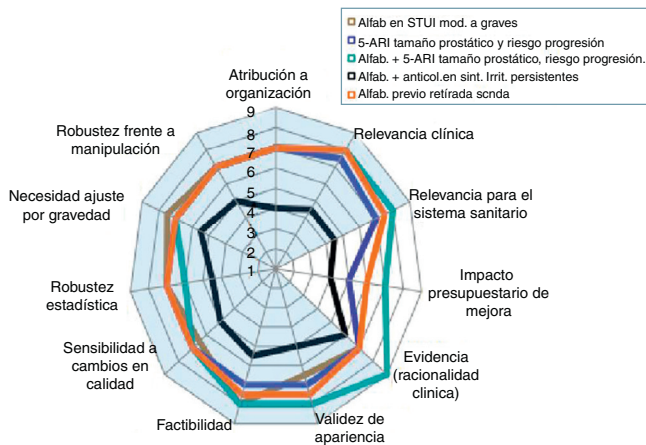 Alfab en STUI mod. a graves
5-ARI tamaño prostático y riesgo progresión
Alfab. + 5-ARI tamaño prostático, riesgo progresión.
Alfab. + anticol.en sint. Irrit. persistentes
Alfab. previo retirada scnda
Atribución a
organización
Robustez frente a
manipulación
Relevancia clínica
Necesidad ajuste
por gravedad
Relevancia para el
sistema sanitario
9
8
7
6
5
4
3
2
1
Robustez
estadística
Impacto
presupuestario de
mejora
Sensibilidad a
cambios en
calidad
Evidencia
(racionalidad
clinica)
Factibilidad
Validez de
apariencia